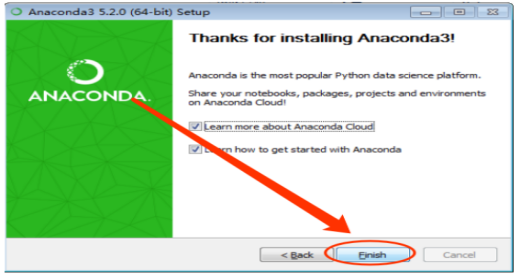 Anaconda3 5.2.0 (64-bit) Setup
Thanks for installing Anaconda3!
Anaconda is the most popular Python data science platform.
Share your notebooks, packages, projects and environments
on Anaconda Cloud!
ANACONDA.
Learn more about Anaconda Cloud
Learn how to get started with Anaconda
< Back
Finish
Cancel